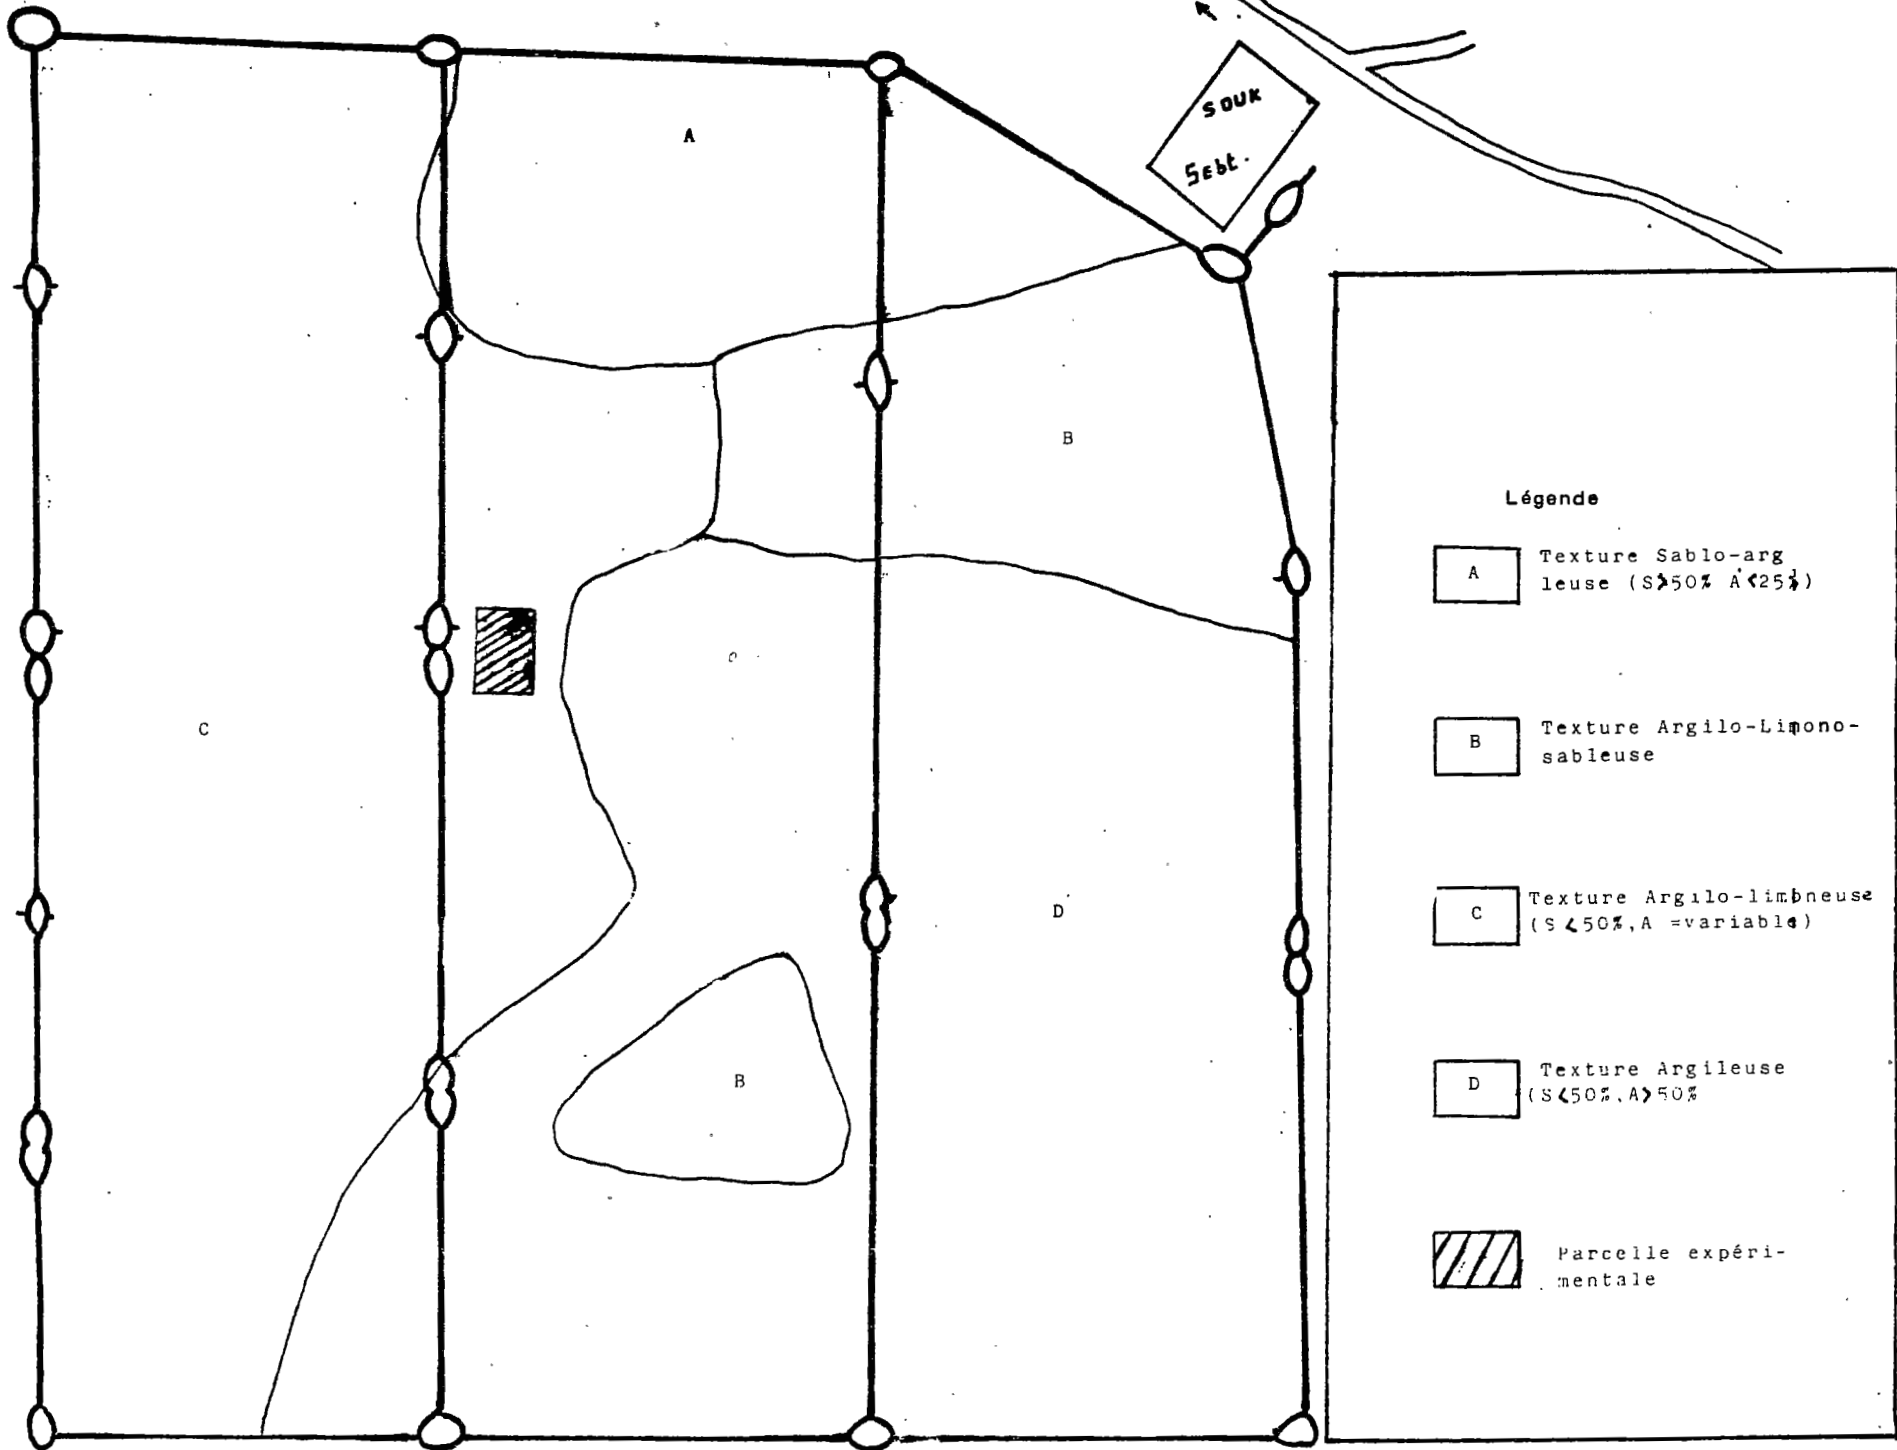 A
SOUK
Sebt.
B
C
D
B
Légende
A
Texture Sablo-arg
leuse (S>50% A<25%)
B
Texture Argilo-Limono-
sableuse
C
Texture Argilo-limoneuse
(S<50%,A =variable)
D
Texture Argileuse
(S<50%,A>50%
Parcelle expéri-
mentale